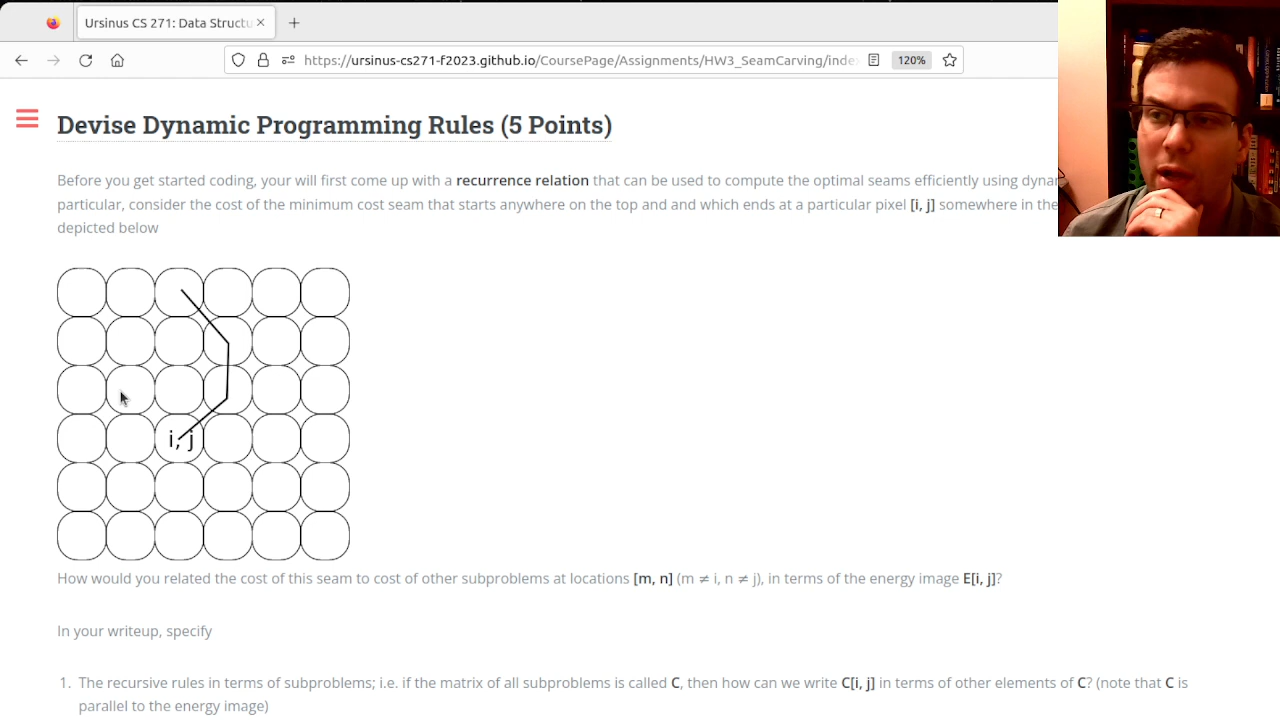 Ursinus CS 271: Data Structu
https://ursinus-cs271-f2023.github.io/CoursePage/Assignments/HW3_SeamCarving/inde
120%
Devise Dynamic Programming Rules (5 Points)
Before you get started coding, your will first come up with a recurrence relation that can be used to compute the optimal seams efficiently using dyna
particular, consider the cost of the minimum cost seam that starts anywhere on the top and and which ends at a particular pixel [i, j] somewhere in the
depicted below
i, j
How would you related the cost of this seam to cost of other subproblems at locations [m, n] (m ≠ i, n ≠ j), in terms of the energy image E[i, j]?
In your writeup, specify
1. The recursive rules in terms of subproblems; i.e. if the matrix of all subproblems is called C, then how can we write C[i, j] in terms of other elements of C? (note that C is
parallel to the energy image)